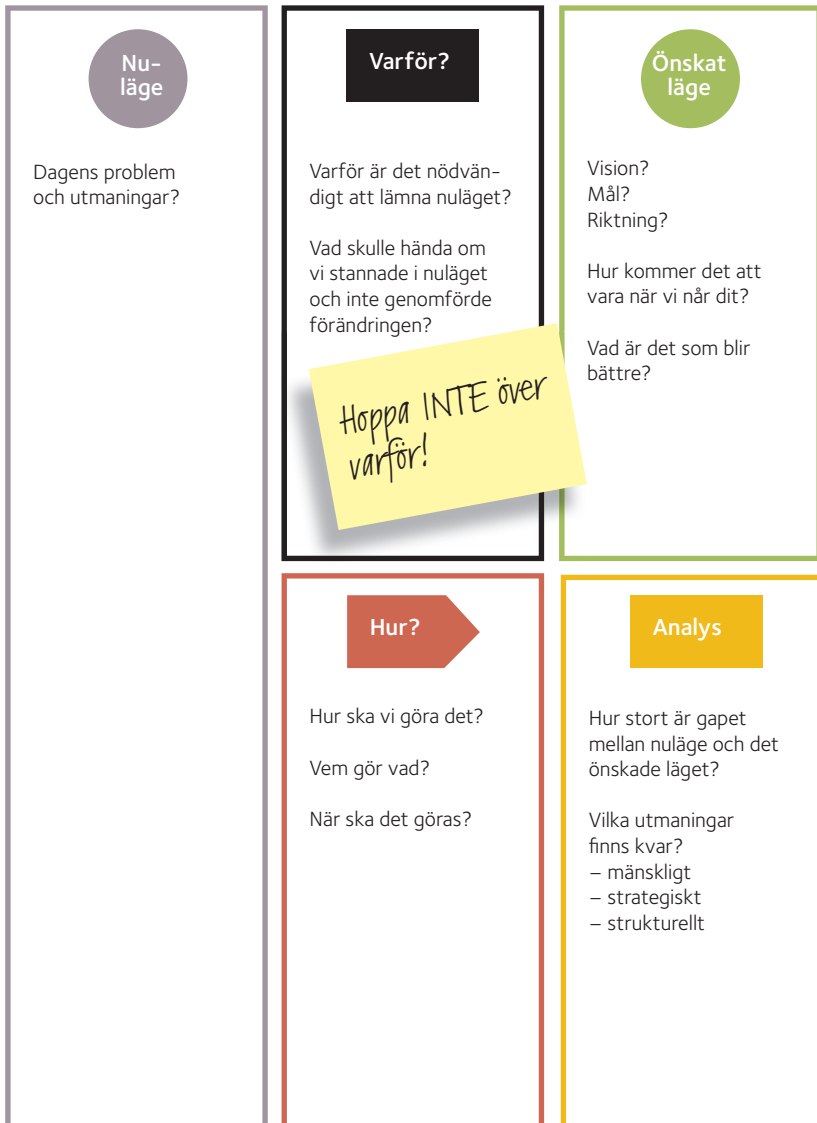 Nu-
läge
Dagens problem
och utmaningar?
Varför?
Varför är det nödvän-
digt att lämna nuläget?
Vad skulle hända om
vi stannade i nuläget
och inte genomförde
förändringen?
Hoppa INTE över
varför!
Önskat
läge
Vision?
Mål?
Riktning?
Hur kommer det att
vara när vi når dit?
Vad är det som blir
bättre?
Hur?
Hur ska vi göra det?
Vem gör vad?
När ska det göras?
Analys
Hur stort är gapet
mellan nuläge och det
önskade läget?
Vilka utmaningar
finns kvar?
– mänskligt
– strategiskt
– strukturellt